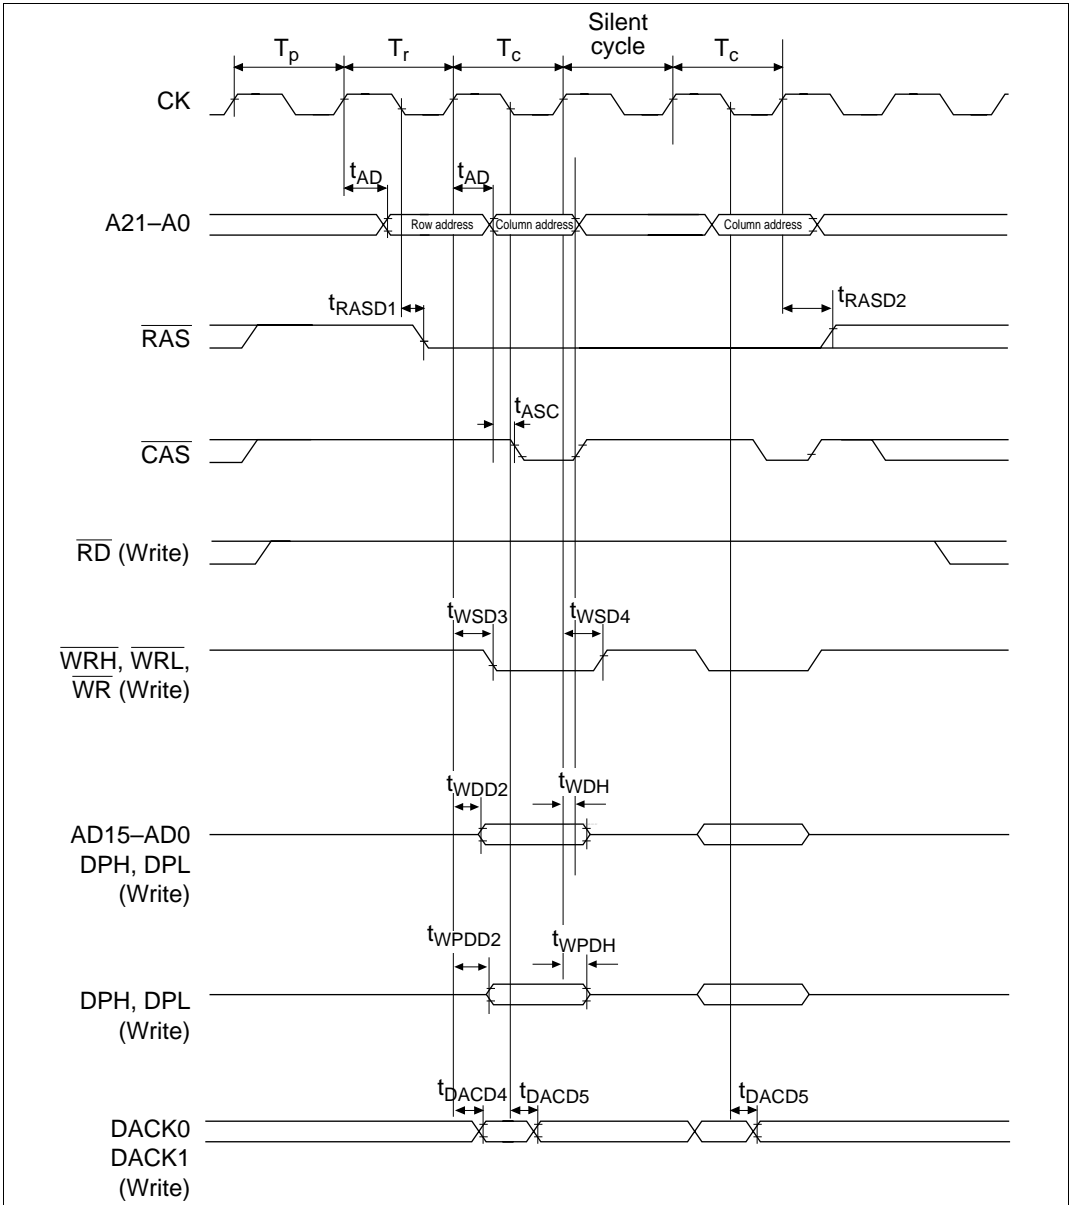 Silent
cycle
Tp Tr Tc Tc
CK
tAD tAD
A21–A0 Row address Column address Column address
tRASD1 tRASD2
RAS
tASC
CAS
RD (Write)
tWSD3 tWSD4
WRH, WRL,
WR (Write)
tWDD2 tWDH
AD15–AD0
DPH, DPL
(Write)
tWPDD2 tWPDH
DPH, DPL
(Write)
tDACD4 tDACD5 tDACD5
DACK0
DACK1
(Write)